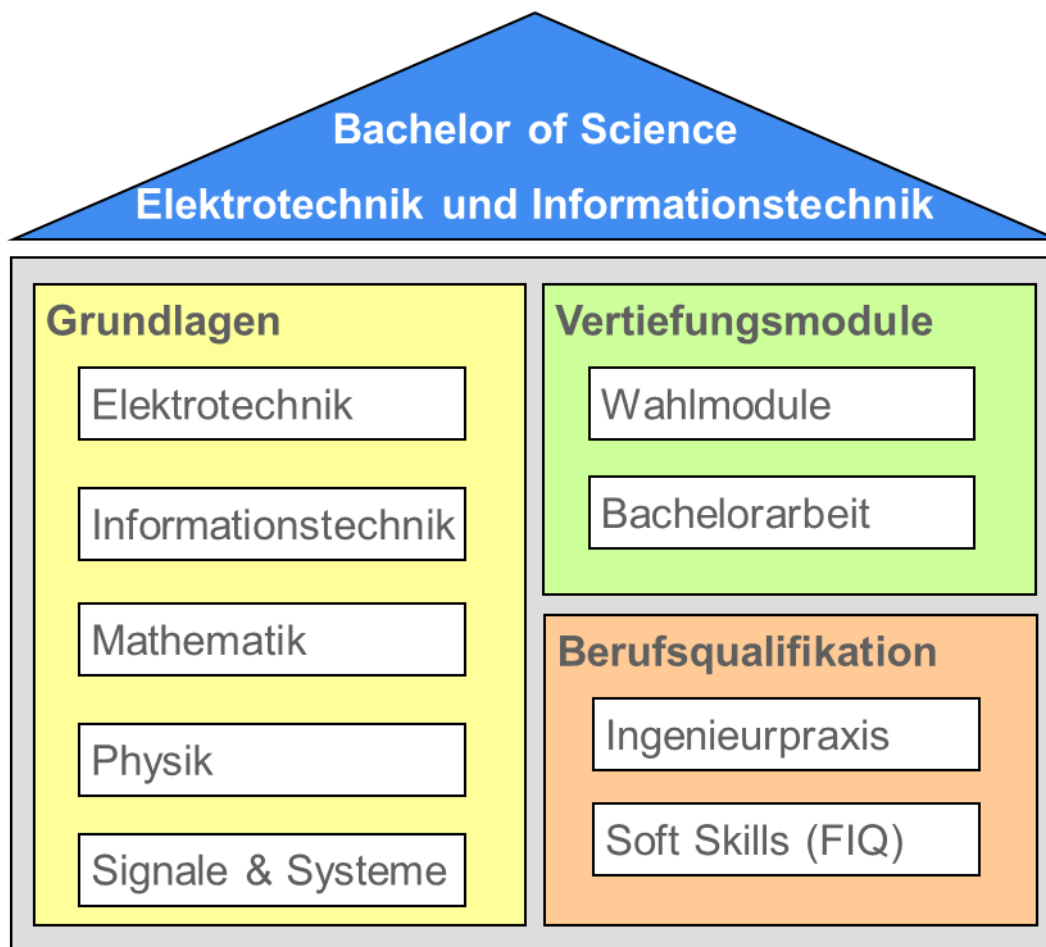 Bachelor of Science
Elektrotechnik und Informationstechnik
Grundlagen
Elektrotechnik
Informationstechnik
Mathematik
Physik
Signale & Systeme
Vertiefungsmodule
Wahlmodule
Bachelorarbeit
Berufsqualifikation
Ingenieurpraxis
Soft Skills (FIQ)